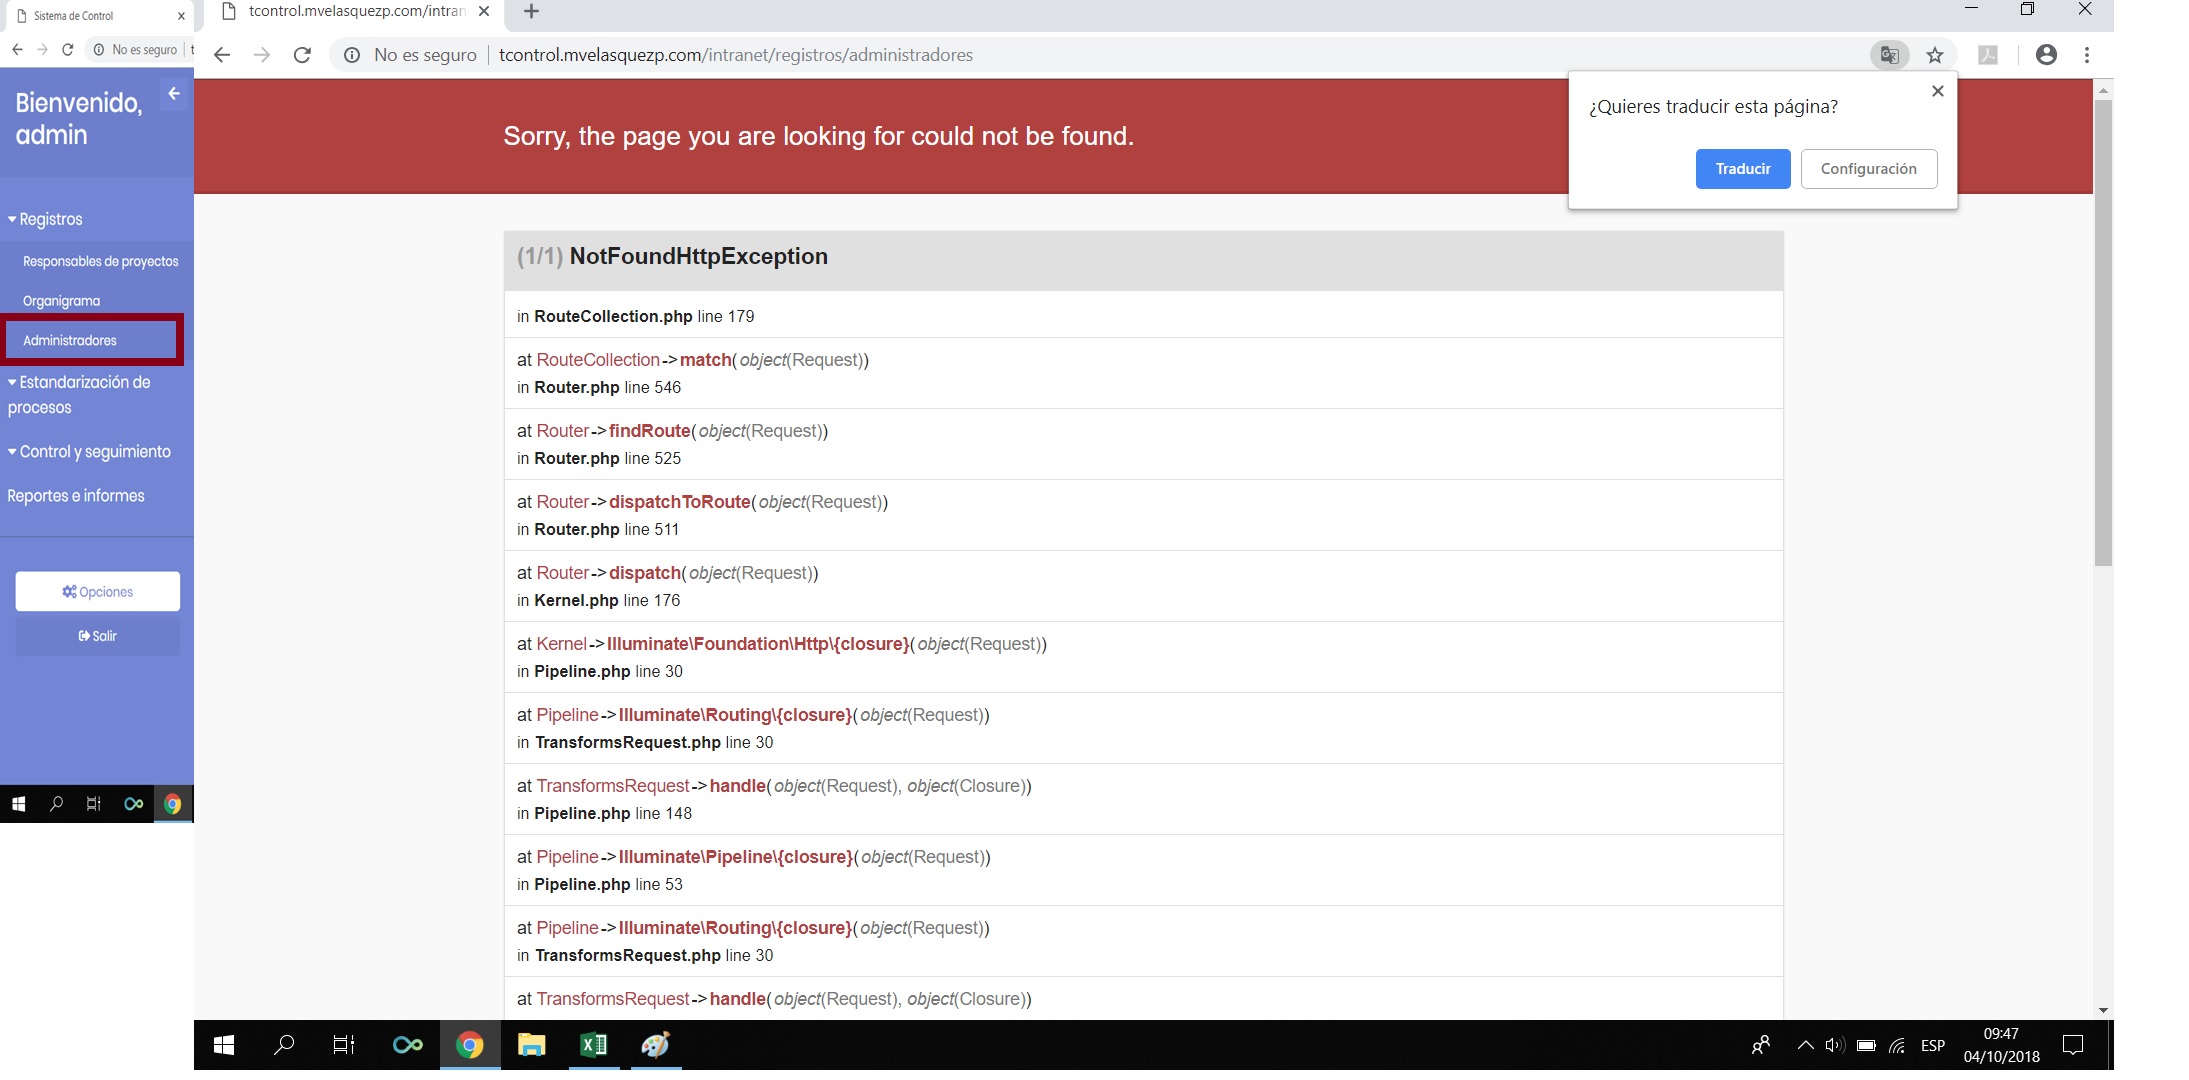 Sistema de Control
No es seguro
Bienvenido,
admin
Registros
Responsables de proyectos
Organigrama
Administradores
Estandarización de
procesos
Control y seguimiento
Reportes e informes
Opciones
Salir
tcontrol.mvelasquezp.com/intran
No es seguro | tcontrol.mvelasquezp.com/intranet/registros/administradores
¿Quieres traducir esta página?
Traducir Configuración
Sorry, the page you are looking for could not be found.
(1/1) NotFoundHttpException
in RouteCollection.php line 179
at RouteCollection->match(object(Request))
in Router.php line 546
at Router->findRoute(object(Request))
in Router.php line 525
at Router->dispatchToRoute(object(Request))
in Router.php line 511
at Router->dispatch(object(Request))
in Kernel.php line 176
at Kernel->Illuminate\Foundation\Http\{closure}(object(Request))
in Pipeline.php line 30
at Pipeline->Illuminate\Routing\{closure}(object(Request))
in TransformsRequest.php line 30
at TransformsRequest->handle(object(Request), object(Closure))
in Pipeline.php line 148
at Pipeline->Illuminate\Pipeline\{closure}(object(Request))
in Pipeline.php line 53
at Pipeline->Illuminate\Routing\{closure}(object(Request))
in TransformsRequest.php line 30
at TransformsRequest->handle(object(Request), object(Closure))
ESP
09:47
04/10/2018